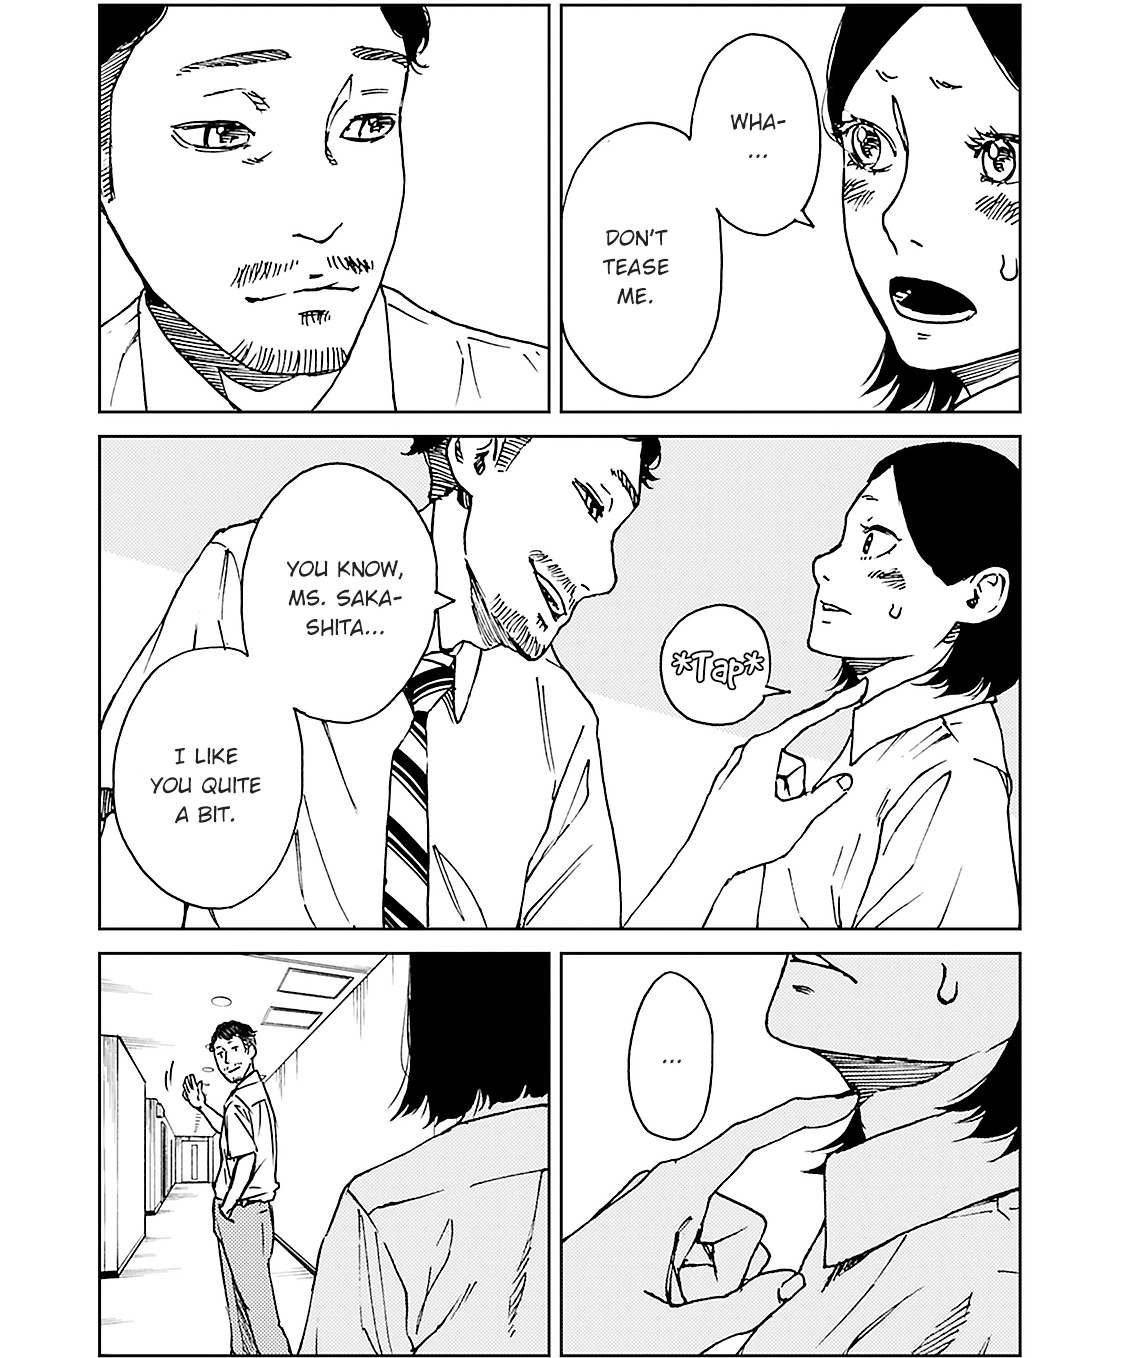 WHA-
...
DON'T
TEASE
ME.
YOU KNOW,
MS. SAKA-
SHITA...
I LIKE
YOU QUITE
A BIT.
*Tap*
...